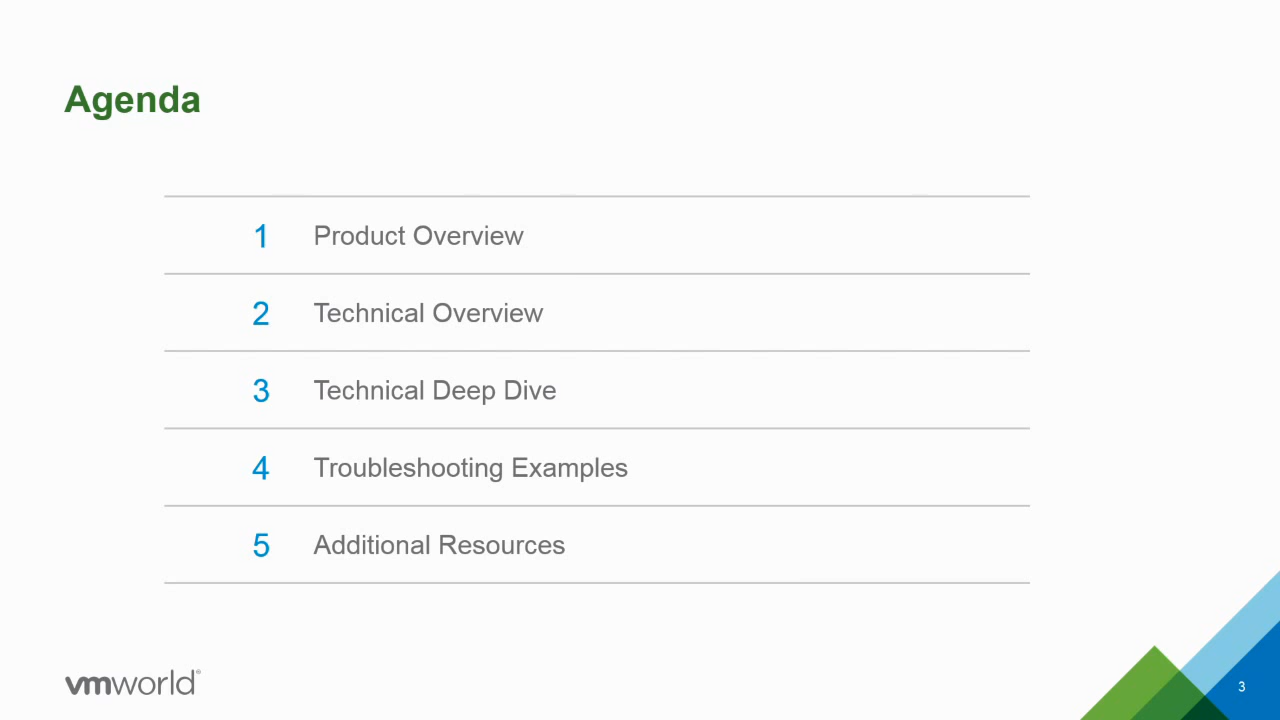 Agenda
1 Product Overview
2 Technical Overview
3 Technical Deep Dive
4 Troubleshooting Examples
5 Additional Resources
vmworld®
3